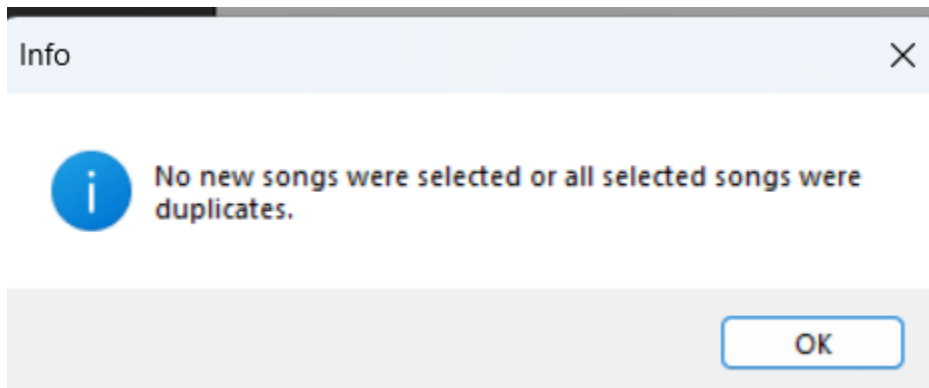 Info
No new songs were selected or all selected songs were
duplicates.
OK